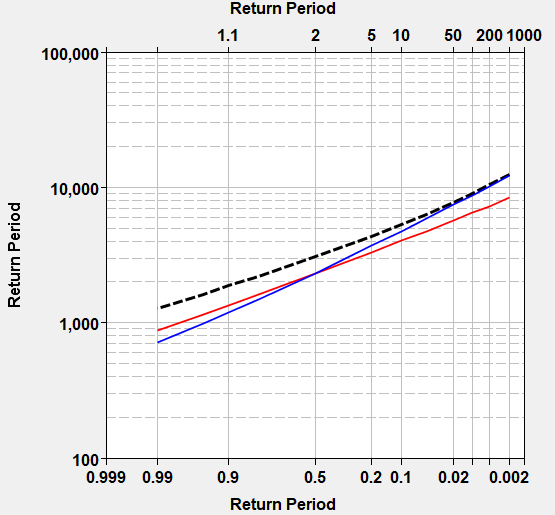 Return Period
1.1 2 5 10 50 200 1000
100,000
10,000
1,000
100
Return Period
0.999 0.99 0.9 0.5 0.2 0.1 0.02 0.002
Return Period